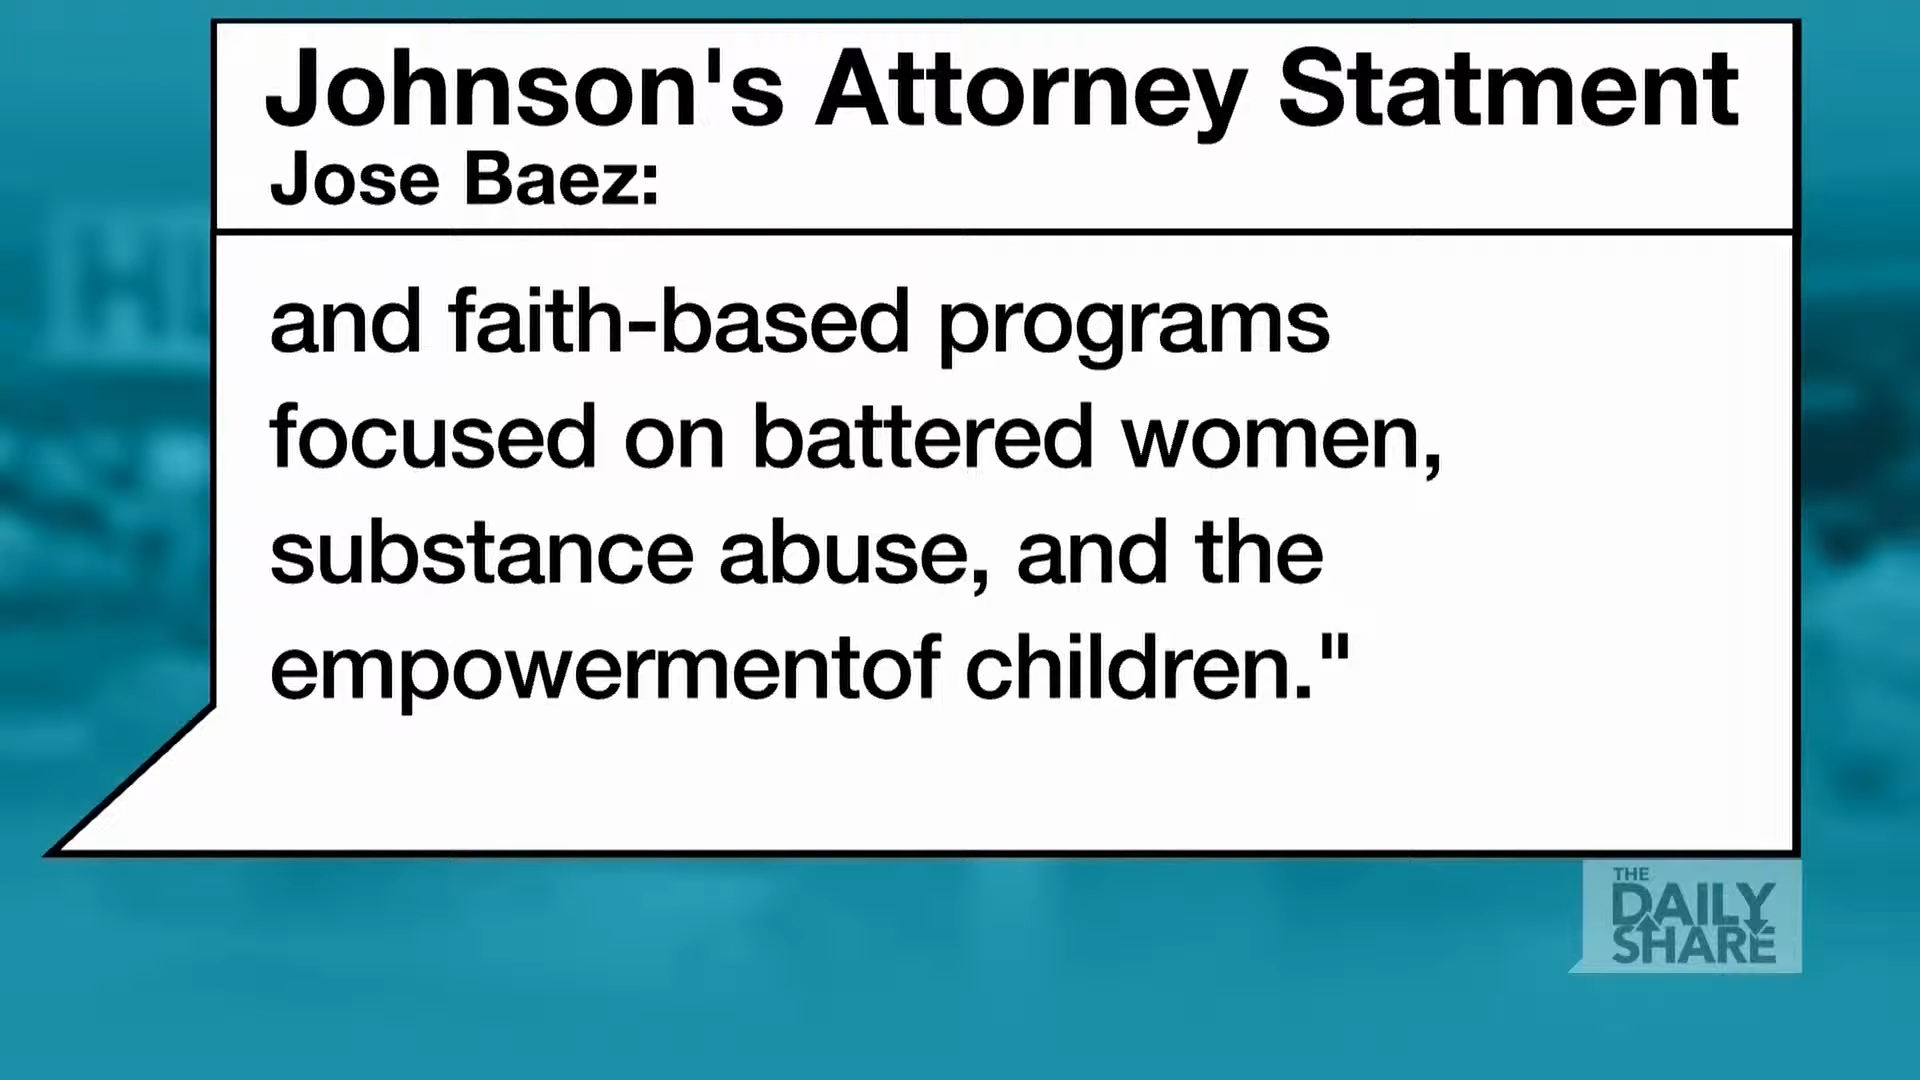 Johnson's Attorney Statment
Jose Baez:
and faith-based programs
focused on battered women,
substance abuse, and the
empowermentof children."
THE
DAILY
SHARE